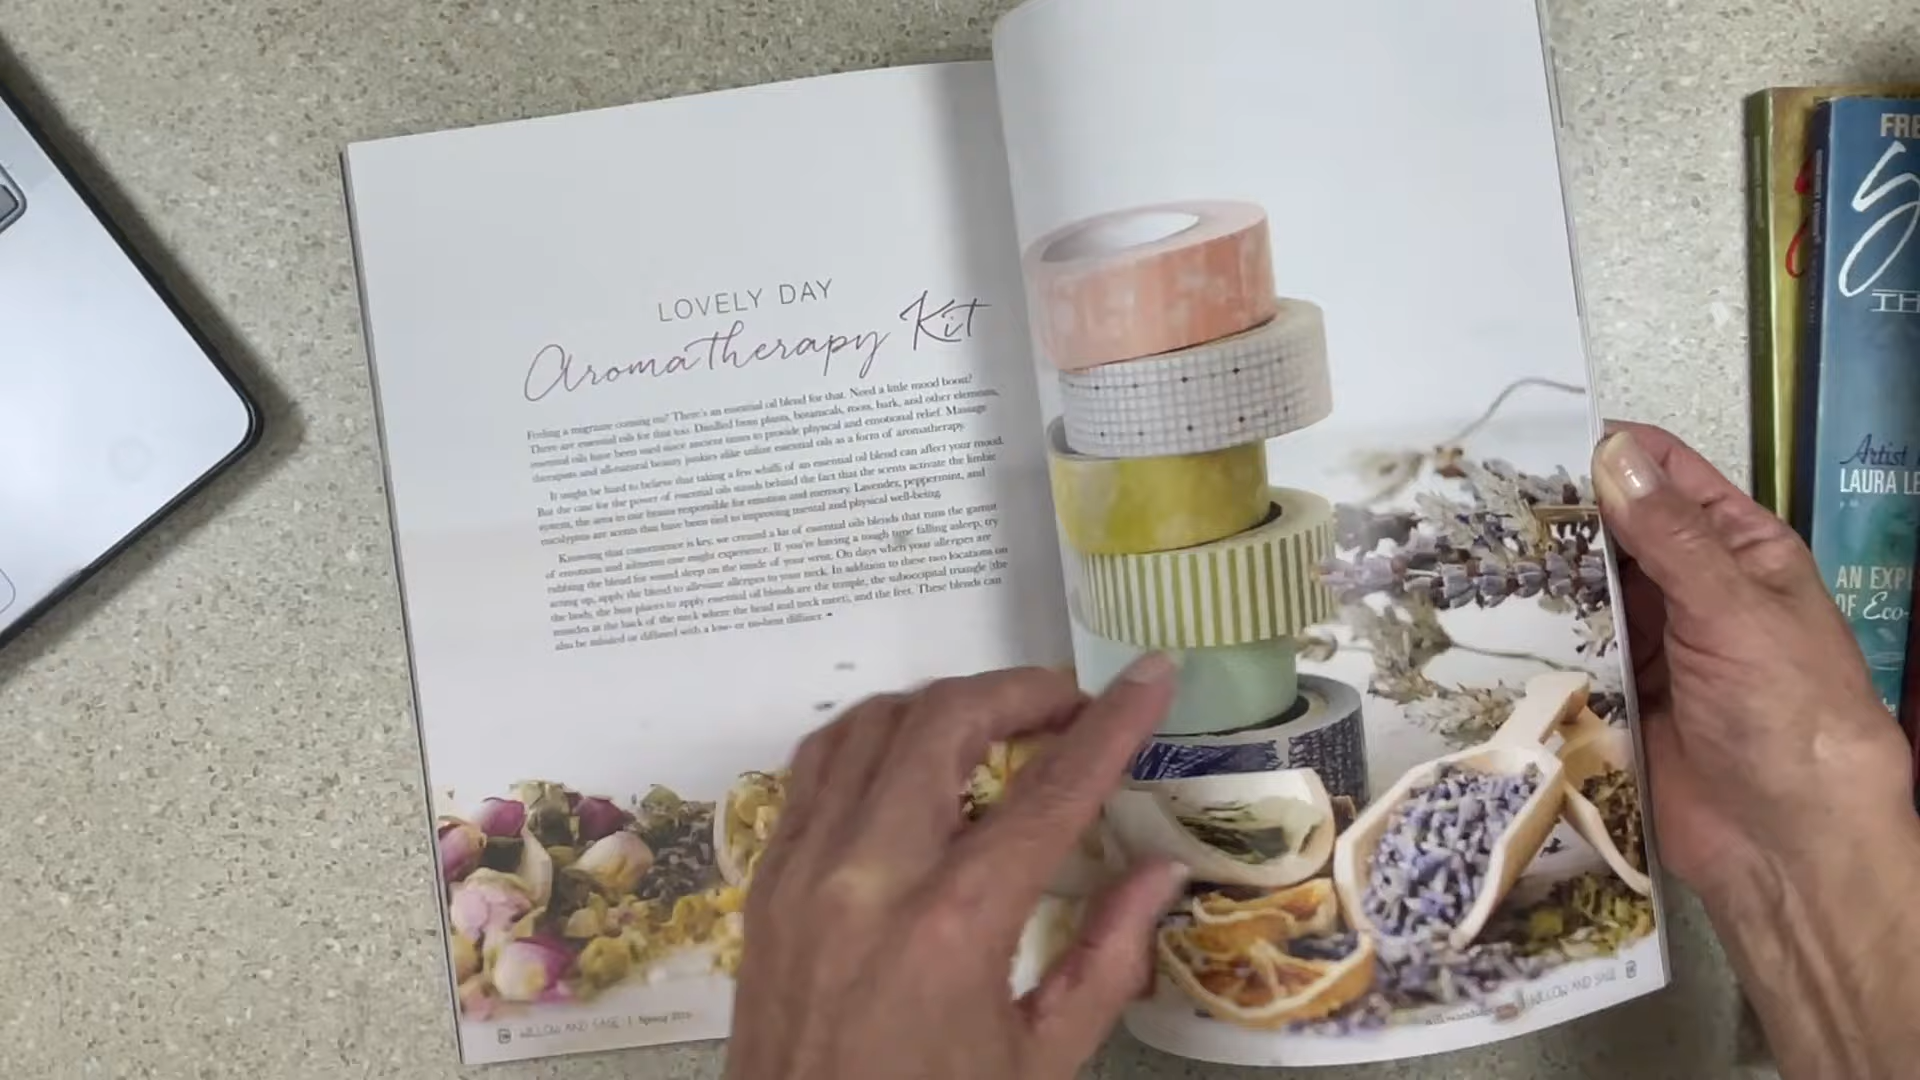 LOVELY DAY
Aromatherapy Kit
Feeling a migraine coming on? There's an essential oil blend for that. Need a little mood boost?
There are essential oils for that too. Distilled from plants, botanicals, roots, bark, and other elements,
essential oils have been used since ancient times to provide physical and emotional relief. Massage
therapists and all-natural beauty junkies alike utilize essential oils as a form of aromatherapy.
It might be hard to believe that taking a few whiffs of an essential oil blend can affect your mood.
But the case for the power of essential oils stands behind the fact that the scents activate the limbic
system, the area in our brains responsible for emotion and memory. Lavender, peppermint, and
eucalyptus are scents that have been tied to improving mental and physical well-being.
Knowing that convenience is key, we created a kit of essential oils blends that runs the gamut
of emotions and ailments one might experience. If you're having a tough time falling asleep, try
rubbing the blend for sound sleep on the inside of your wrist. On days when your allergies are
acting up, apply the blend to alleviate allergies to your neck. In addition to these two locations on
the body, the best places to apply essential oil blends are the temple, the suboccipital triangle (the
muscles at the back of the neck where the head and neck meet), and the feet. These blends can
also be misted or diffused with a low- or no-heat diffuser.
WILLOW AND SAGE | Spring
WILLOW AND SAGE
FRE
TH
Artist
LAURA LE
AN EXP
OF Eco-